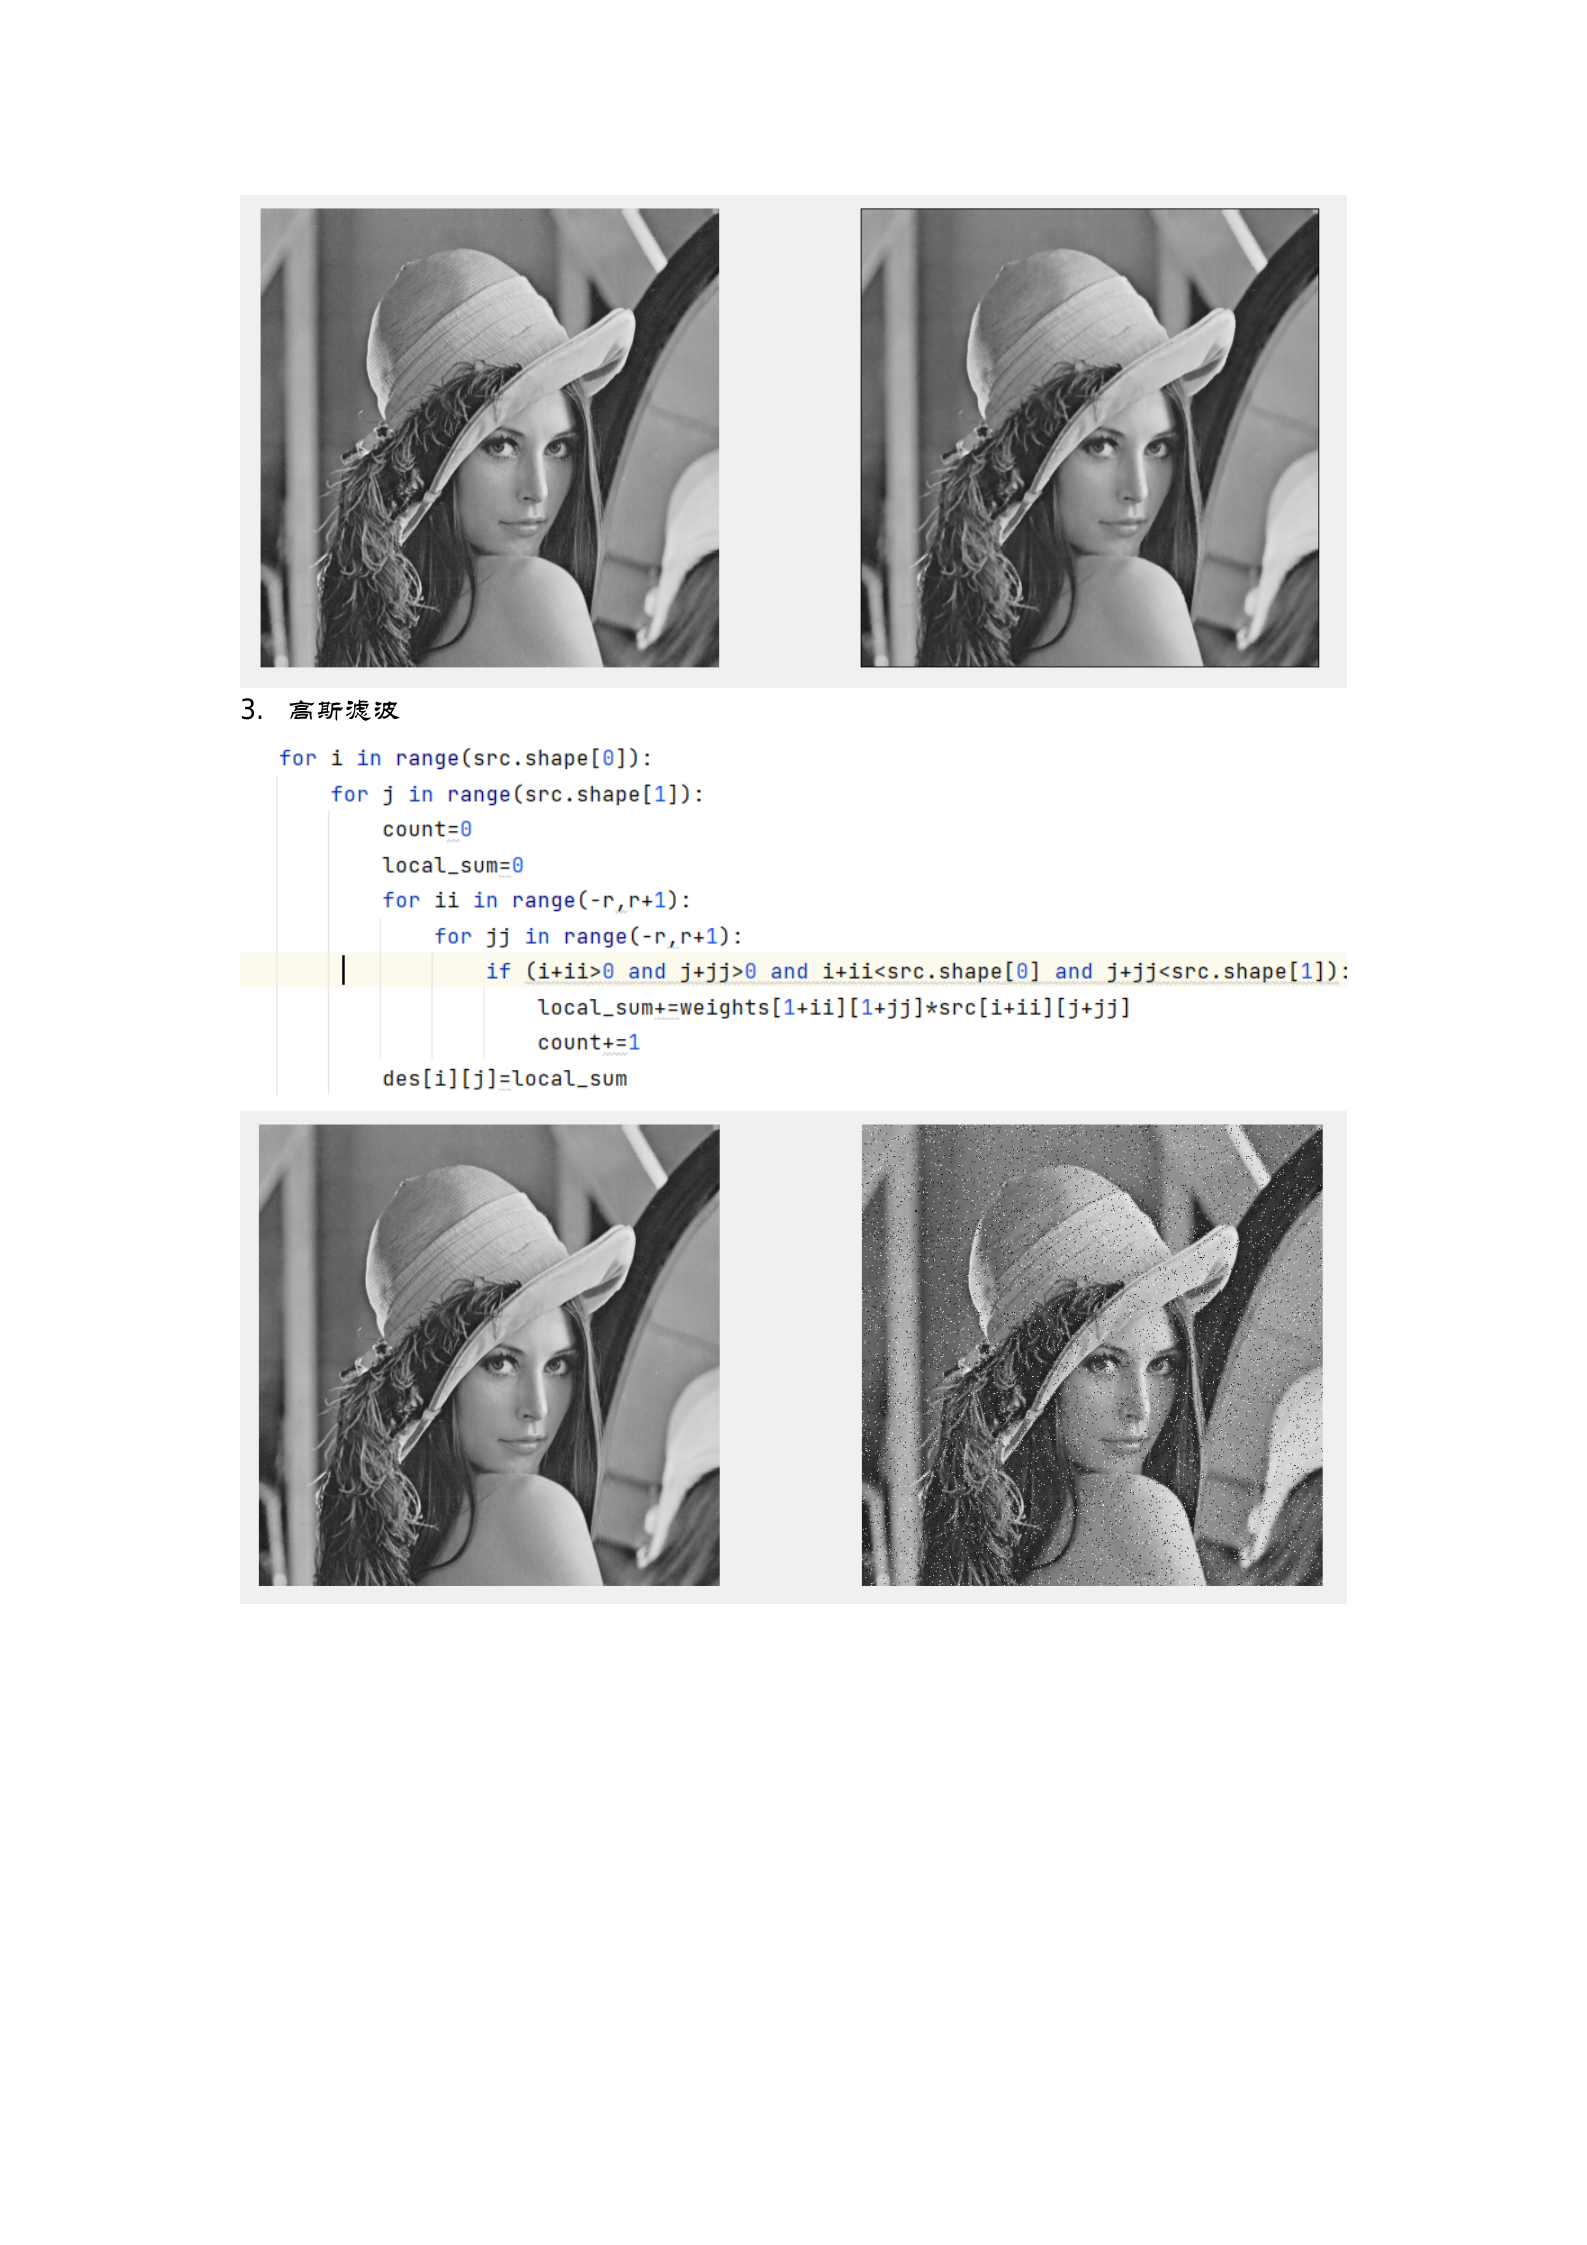 3. 高斯滤波
for i in range(src.shape[0]):
for j in range(src.shape[1]):
count=0
local_sum=0
for ii in range(-r,r+1):
for jj in range(-r,r+1):
if (i+ii>0 and j+jj>0 and i+ii<src.shape[0] and j+jj<src.shape[1]):
local_sum+=weights[1+ii][1+jj]*src[i+ii][j+jj]
count+=1
des[i][j]=local_sum